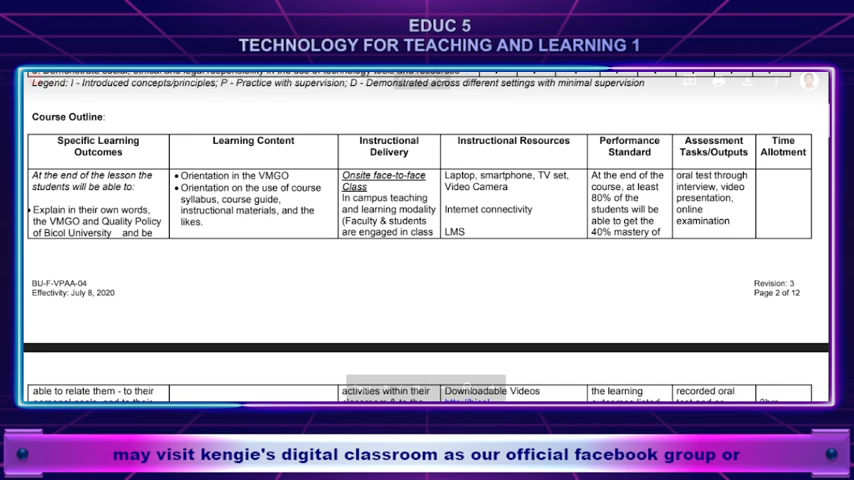 EDUC 5
TECHNOLOGY FOR TEACHING AND LEARNING 1
Legend: I - Introduced concepts/principles; P - Practice with supervision; D - Demonstrated across different settings with minimal supervision
Course Outline:
Specific Learning Outcomes
Learning Content
Instructional Delivery
Instructional Resources
Performance Standard
Assessment Tasks/Outputs
Time Allotment
At the end of the lesson the
students will be able to:
Explain in their own words,
the VMGO and Quality Policy
of Bicol University and be
• Orientation in the VMGO
• Orientation on the use of course
syllabus, course guide,
instructional materials, and the
likes.
Onsite face-to-face
Class
In campus teaching
and learning modality
(Faculty & students
are engaged in class
Laptop, smartphone, TV set,
Video Camera
Internet connectivity
LMS
At the end of the
course, at least
80% of the
students will be
able to get the
40% mastery of
oral test through
interview, video
presentation,
online
examination
BU-F-VPAA-04
Effectivity: July 8, 2020
Revision: 3
Page 2 of 12
able to relate them - to their
activities within their
Downloadable Videos
the learning
recorded oral
may visit kengie's digital classroom as our official facebook group or